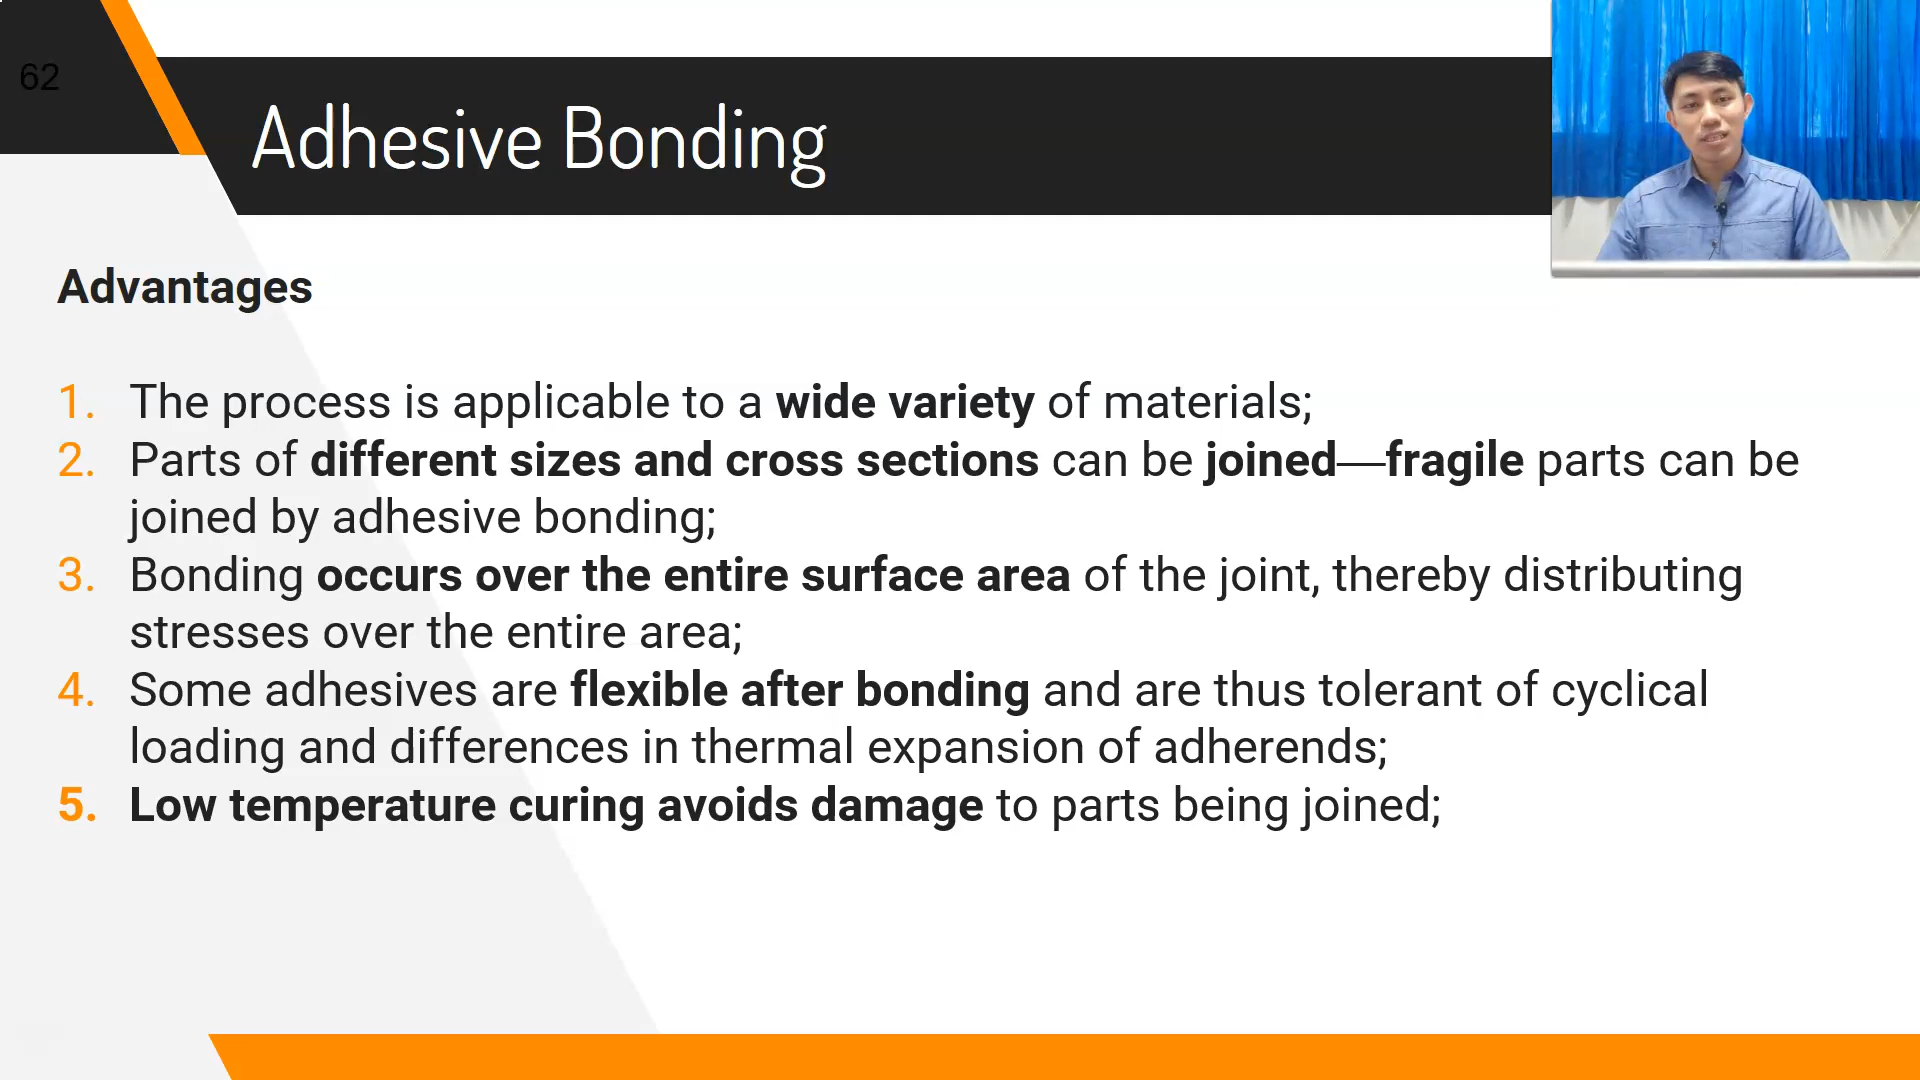 62
Adhesive Bonding
Advantages
1. The process is applicable to a wide variety of materials;
2. Parts of different sizes and cross sections can be joined—fragile parts can be
joined by adhesive bonding;
3. Bonding occurs over the entire surface area of the joint, thereby distributing
stresses over the entire area;
4. Some adhesives are flexible after bonding and are thus tolerant of cyclical
loading and differences in thermal expansion of adherends;
5. Low temperature curing avoids damage to parts being joined;